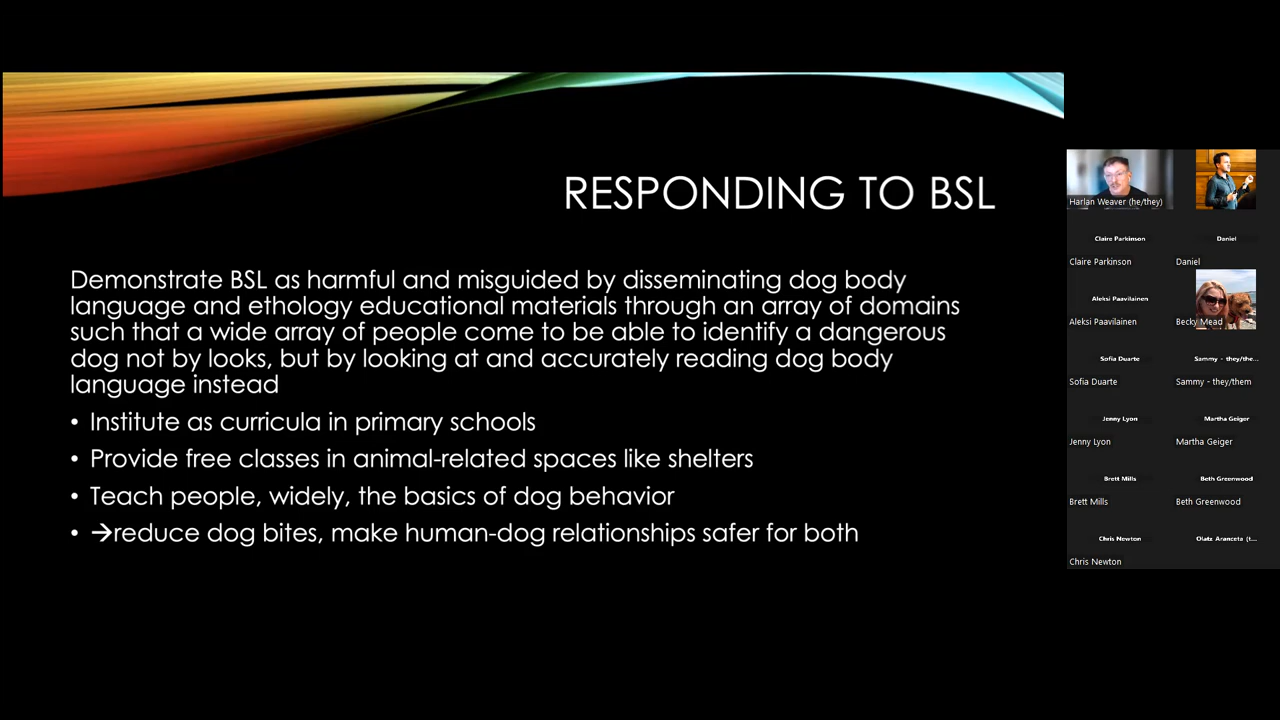 RESPONDING TO BSL
Demonstrate BSL as harmful and misguided by disseminating dog body
language and ethology educational materials through an array of domains
such that a wide array of people come to be able to identify a dangerous
dog not by looks, but by looking at and accurately reading dog body
language instead
• Institute as curricula in primary schools
• Provide free classes in animal-related spaces like shelters
• Teach people, widely, the basics of dog behavior
• →reduce dog bites, make human-dog relationships safer for both
Harlan Weaver (he/they)
Claire Parkinson
Daniel
Claire Parkinson
Daniel
Aleksi Paavilainen
Aleksi Paavilainen
Becky Mead
Sofia Duarte
Sammy - they/the...
Sofia Duarte
Sammy - they/them
Jenny Lyon
Martha Geiger
Jenny Lyon
Martha Geiger
Brett Mills
Beth Greenwood
Brett Mills
Beth Greenwood
Chris Newton
Olatz Aranceta (t...
Chris Newton